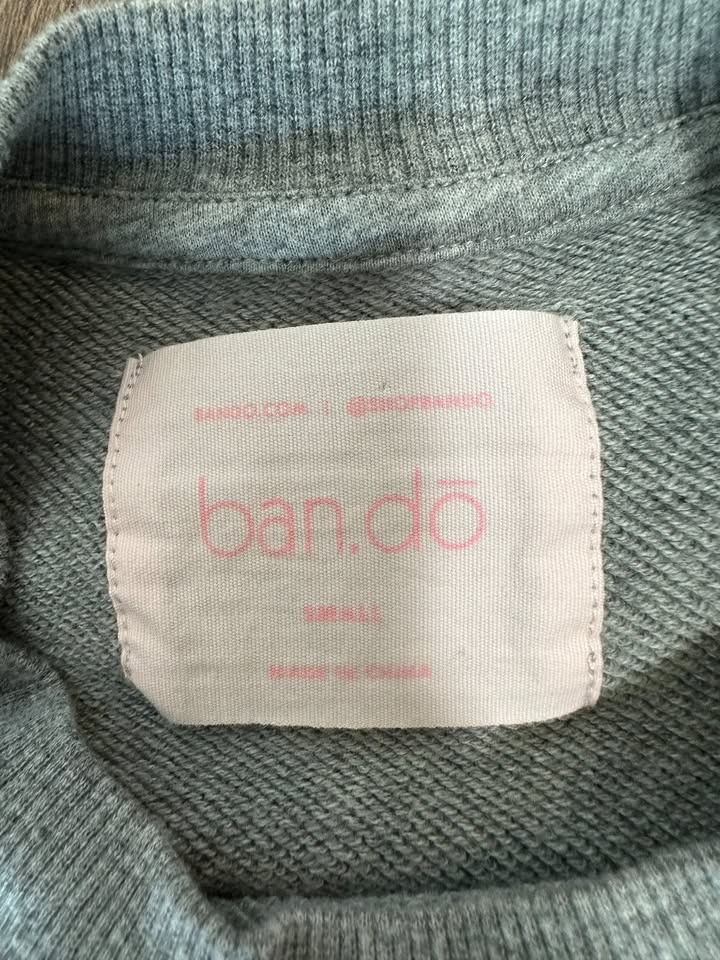 BANDO.COM | @SHOPBANDO
ban.dō
SMALL
MADE IN CHINA